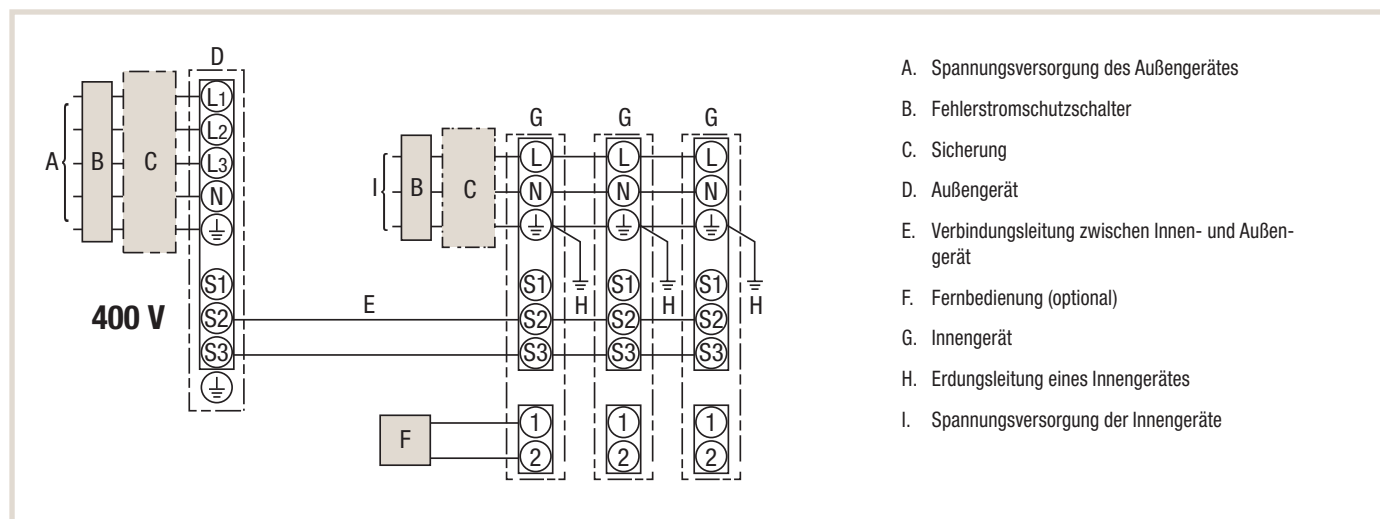 D
L1
L2
L3
N
A
B
C
S1
S2
S3
400 V
E
I
B
C
G
G
G
L
L
L
N
N
N
S1
S1
S1
H
H
H
S2
S2
S2
S3
S3
S3
F
1
1
1
2
2
2
A. Spannungsversorgung des Außengerätes
B. Fehlerstromschutzschalter
C. Sicherung
D. Außengerät
E. Verbindungsleitung zwischen Innen- und Außen-
gerät
F. Fernbedienung (optional)
G. Innengerät
H. Erdungsleitung eines Innengerätes
I. Spannungsversorgung der Innengeräte